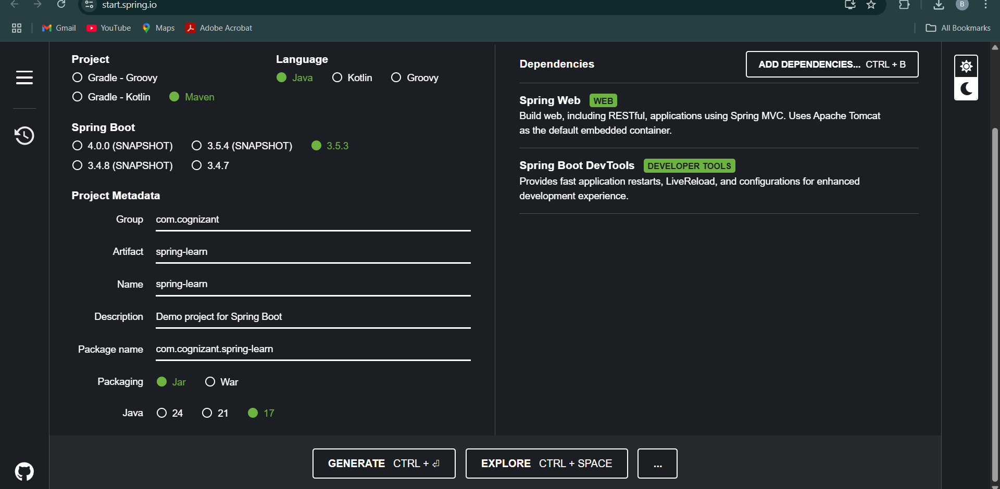 start.spring.io
B
Gmail
YouTube
Maps
Adobe Acrobat
All Bookmarks
Project
Gradle - Groovy
Gradle - Kotlin
Maven
Language
Java
Kotlin
Groovy
Spring Boot
4.0.0 (SNAPSHOT)
3.5.4 (SNAPSHOT)
3.5.3
3.4.8 (SNAPSHOT)
3.4.7
Project Metadata
Group
com.cognizant
Artifact
spring-learn
Name
spring-learn
Description
Demo project for Spring Boot
Package name
com.cognizant.spring-learn
Packaging
Jar
War
Java
24
21
17
Dependencies
ADD DEPENDENCIES... CTRL + B
Spring Web WEB
Build web, including RESTful, applications using Spring MVC. Uses Apache Tomcat
as the default embedded container.
Spring Boot DevTools DEVELOPER TOOLS
Provides fast application restarts, LiveReload, and configurations for enhanced
development experience.
GENERATE CTRL + ⏎
EXPLORE CTRL + SPACE
...